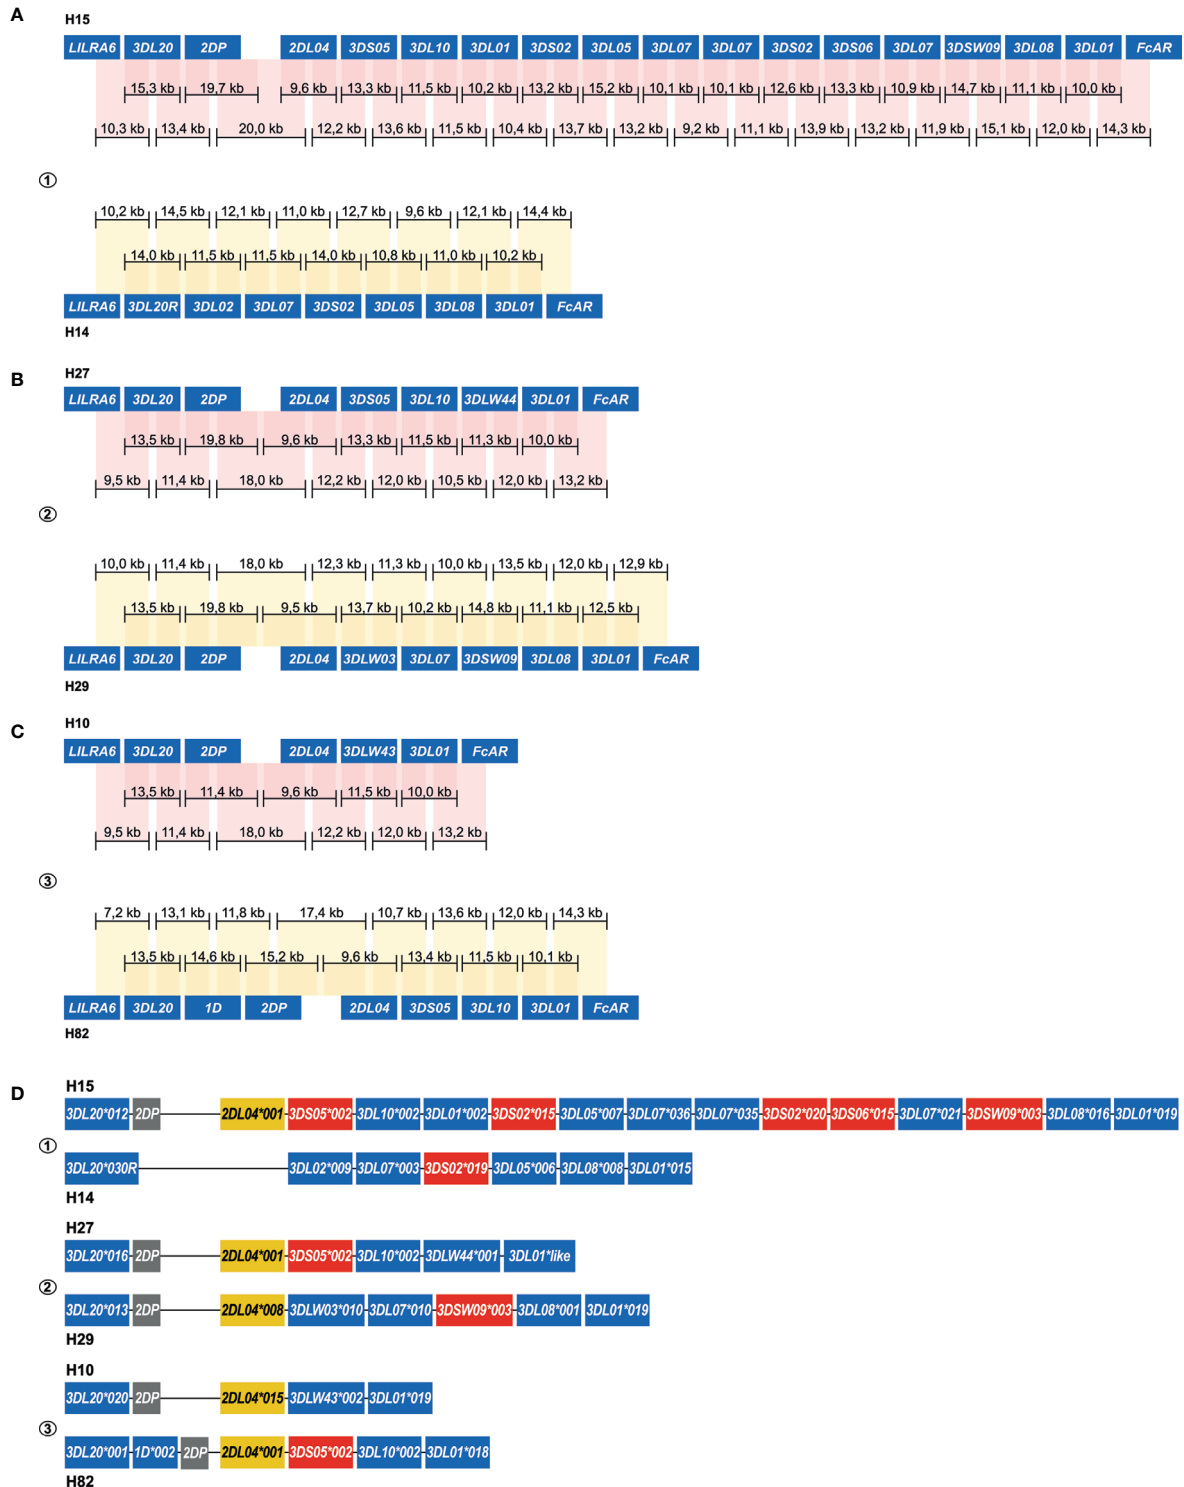 A
H15
LILRA6 3DL20 2DP 2DL04 3DS05 3DL10 3DL01 3DS02 3DL05 3DL07 3DL07 3DS02 3DS06 3DL07 3DSW09 3DL08 3DL01 FcAR
15,3 kb 19,7 kb 9,6 kb 13,3 kb 11,5 kb 10,2 kb 13,2 kb 15,2 kb 10,1 kb 10,1 kb 12,6 kb 13,3 kb 10,9 kb 14,7 kb 11,1 kb 10,0 kb
10,3 kb 13,4 kb 20,0 kb 12,2 kb 13,6 kb 11,5 kb 10,4 kb 13,7 kb 13,2 kb 9,2 kb 11,1 kb 13,9 kb 13,2 kb 11,9 kb 15,1 kb 12,0 kb 14,3 kb
①
10,2 kb 14,5 kb 12,1 kb 11,0 kb 12,7 kb 9,6 kb 12,1 kb 14,4 kb
14,0 kb 11,5 kb 11,5 kb 14,0 kb 10,8 kb 11,0 kb 10,2 kb
LILRA6 3DL20R 3DL02 3DL07 3DS02 3DL05 3DL08 3DL01 FcAR
H14
B
H27
LILRA6 3DL20 2DP 2DL04 3DS05 3DL10 3DLW44 3DL01 FcAR
13,5 kb 19,8 kb 9,6 kb 13,3 kb 11,5 kb 11,3 kb 10,0 kb
9,5 kb 11,4 kb 18,0 kb 12,2 kb 12,0 kb 10,5 kb 12,0 kb 13,2 kb
②
10,0 kb 11,4 kb 18,0 kb 12,3 kb 11,3 kb 10,0 kb 13,5 kb 12,0 kb 12,9 kb
13,5 kb 19,8 kb 9,5 kb 13,7 kb 10,2 kb 14,8 kb 11,1 kb 12,5 kb
LILRA6 3DL20 2DP 2DL04 3DLW03 3DL07 3DSW09 3DL08 3DL01 FcAR
H29
C
H10
LILRA6 3DL20 2DP 2DL04 3DLW43 3DL01 FcAR
13,5 kb 11,4 kb 9,6 kb 11,5 kb 10,0 kb
9,5 kb 11,4 kb 18,0 kb 12,2 kb 12,0 kb 13,2 kb
③
7,2 kb 13,1 kb 11,8 kb 17,4 kb 10,7 kb 13,6 kb 12,0 kb 14,3 kb
13,5 kb 14,6 kb 15,2 kb 9,6 kb 13,4 kb 11,5 kb 10,1 kb
LILRA6 3DL20 1D 2DP 2DL04 3DS05 3DL10 3DL01 FcAR
H82
D
H15
3DL20*012 2DP 2DL04*001 3DS05*002 3DL10*002 3DL01*002 3DS02*015 3DL05*007 3DL07*036 3DL07*035 3DS02*020 3DS06*015 3DL07*021 3DSW09*003 3DL08*016 3DL01*019
①
3DL20*030R 3DL02*009 3DL07*003 3DS02*019 3DL05*006 3DL08*008 3DL01*015
H14
H27
3DL20*016 2DP 2DL04*001 3DS05*002 3DL10*002 3DLW44*001 3DL01*like
②
3DL20*013 2DP 2DL04*008 3DLW03*010 3DL07*010 3DSW09*003 3DL08*001 3DL01*019
H29
H10
3DL20*020 2DP 2DL04*015 3DLW43*002 3DL01*019
③
3DL20*001 1D*002 2DP 2DL04*001 3DS05*002 3DL10*002 3DL01*018
H82